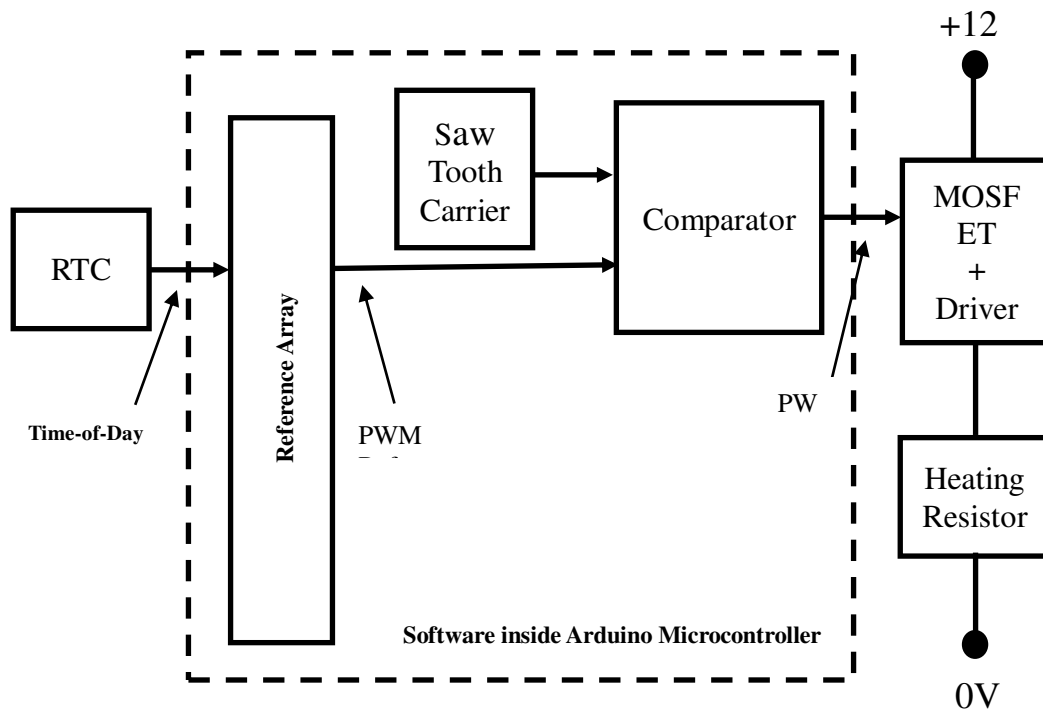 +12
Saw
Tooth
Carrier
Comparator
MOSF
ET
+
Driver
RTC
Reference Array
Time-of-Day
PWM
PW
Heating
Resistor
Software inside Arduino Microcontroller
0V